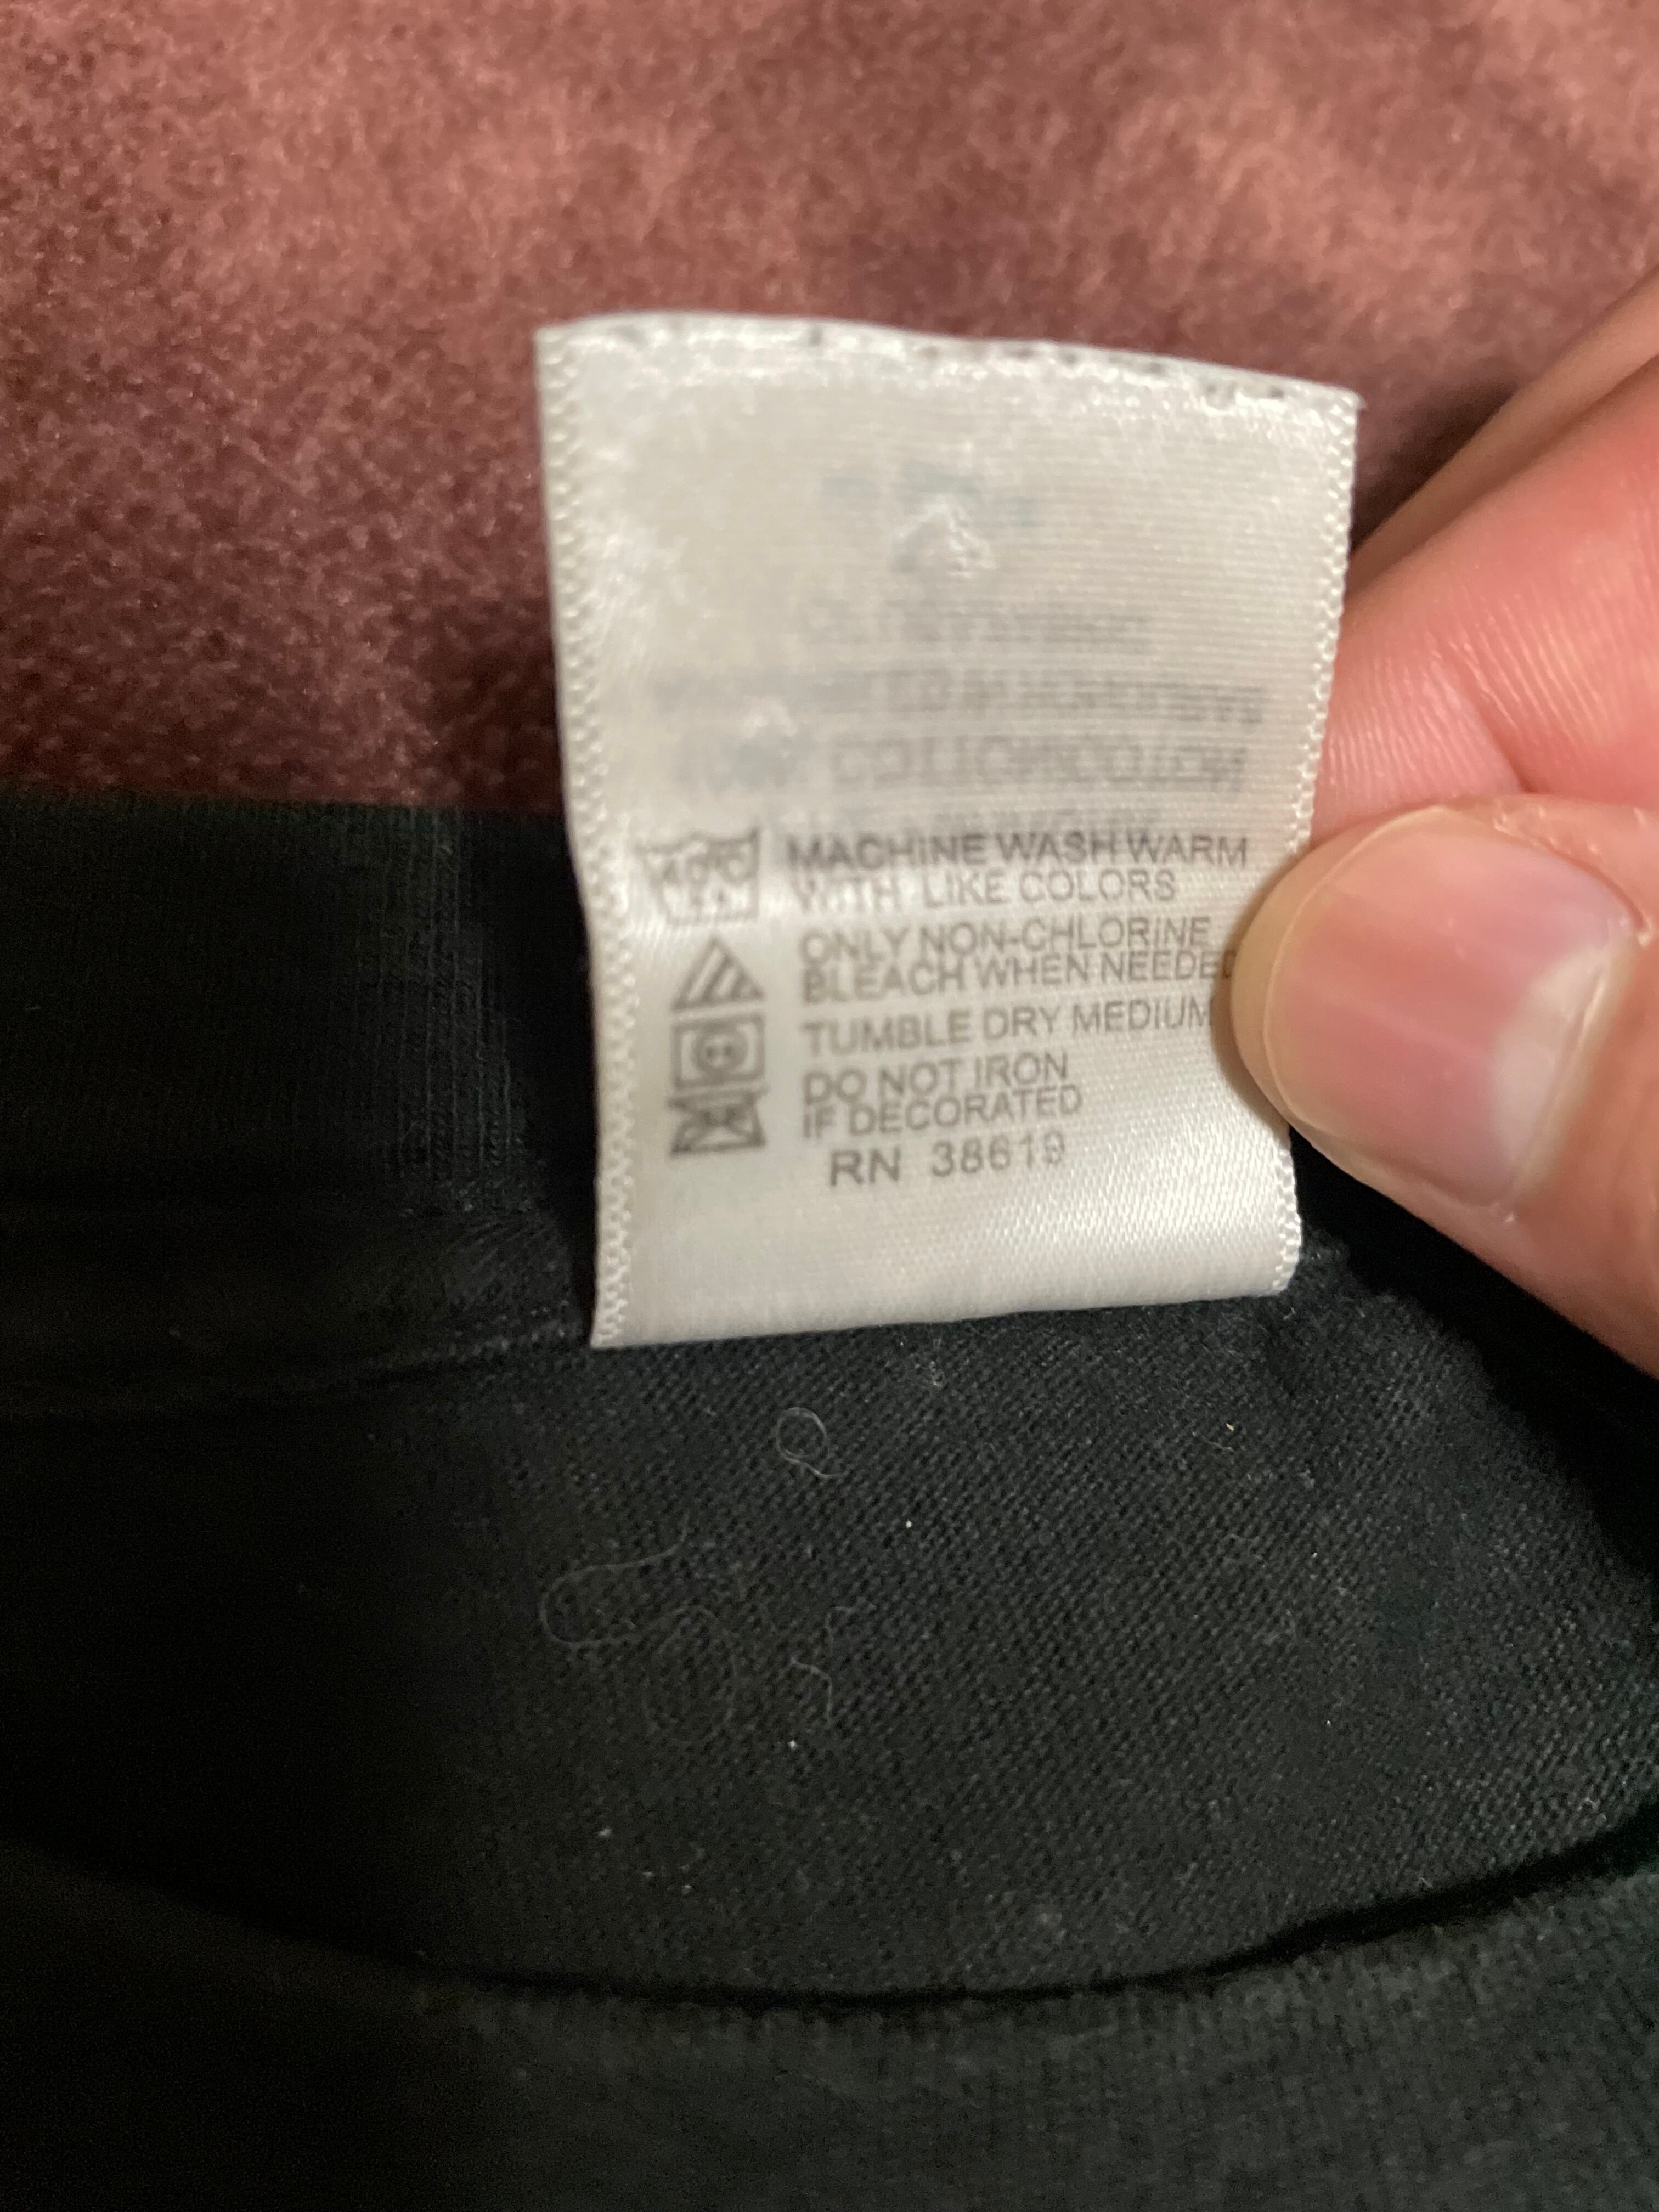 40°C
MACHINE WASH WARM
WITH LIKE COLORS
ONLY NON-CHLORINE
BLEACH WHEN NEEDED
TUMBLE DRY MEDIUM
DO NOT IRON
IF DECORATED
RN 38619